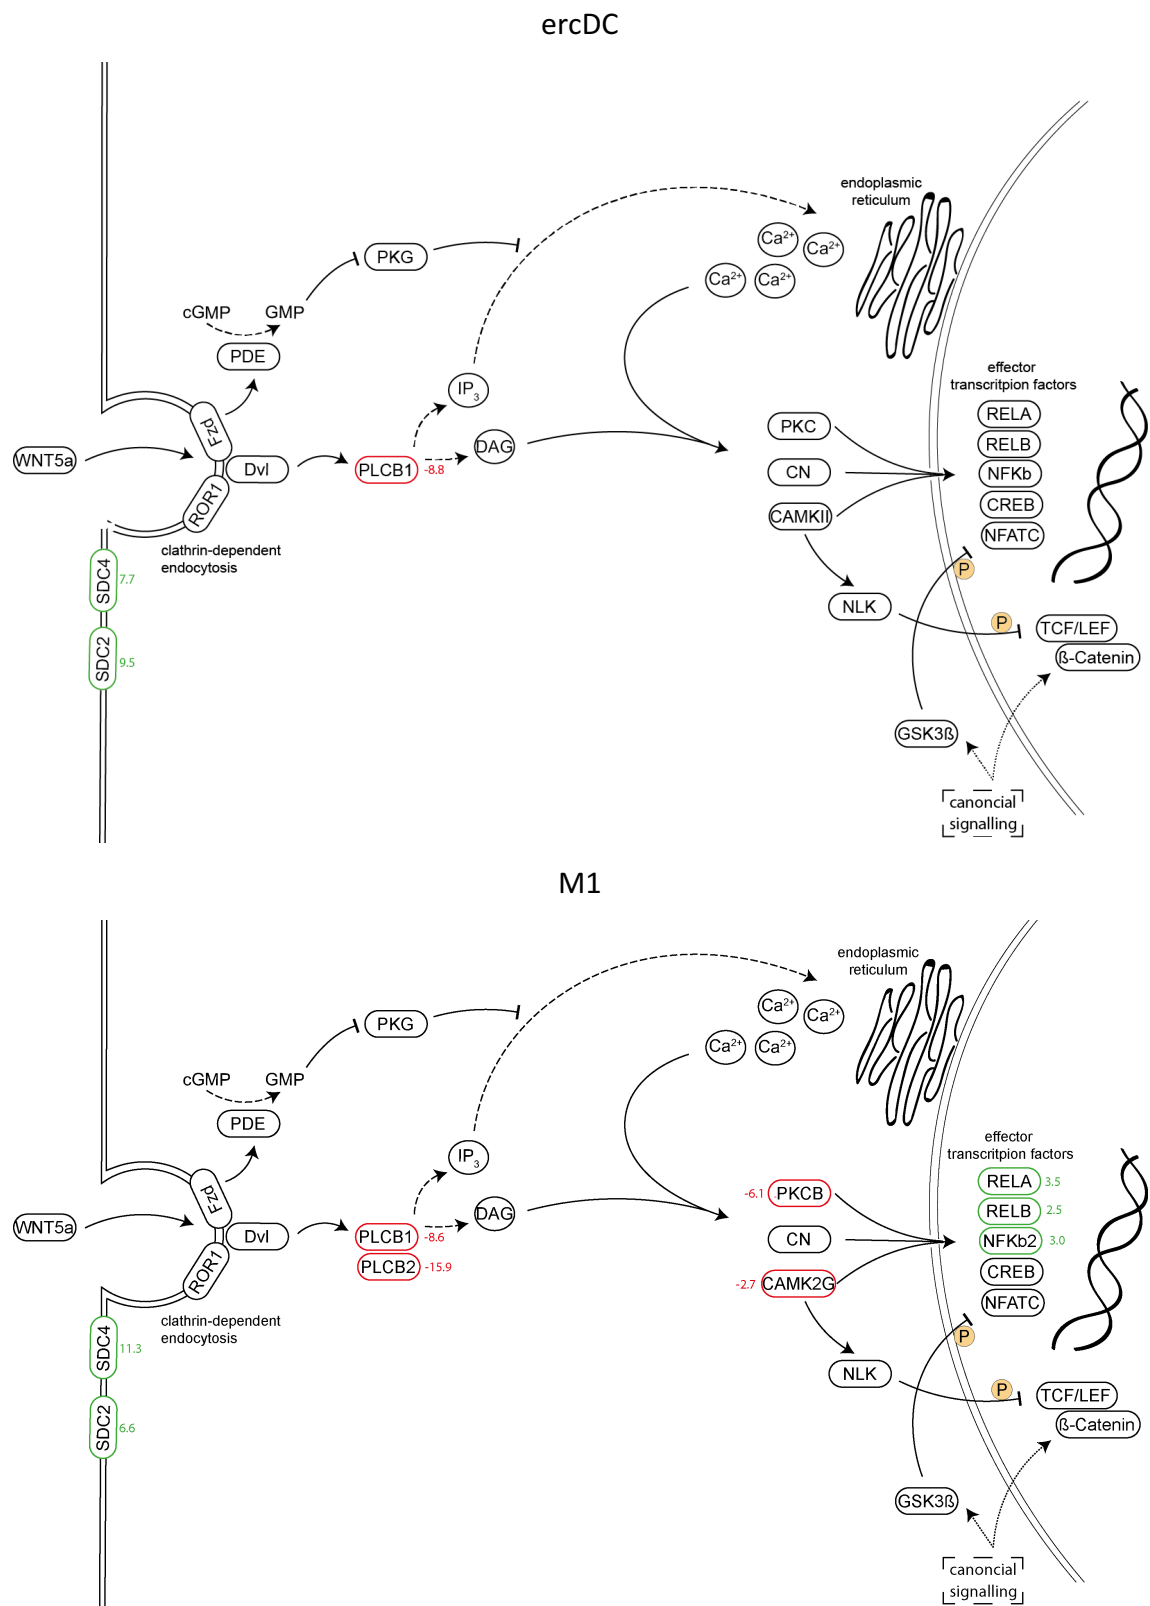 ercDC
endoplasmic
reticulum
Ca2+
Ca2+
Ca2+
Ca2+
PKG
cGMP
GMP
PDE
Fzd
IP3
DAG
WNT5a
Dvl
PLCB1
-8.8
ROR1
clathrin-dependent
endocytosis
SDC4
7.7
SDC2
9.5
PKC
CN
CAMKII
NLK
effector
transcritpion factors
RELA
RELB
NFKb
CREB
NFATC
P
P
TCF/LEF
ß-Catenin
GSK3ß
canoncial
signalling
M1
endoplasmic
reticulum
Ca2+
Ca2+
Ca2+
Ca2+
PKG
cGMP
GMP
PDE
Fzd
IP3
DAG
WNT5a
Dvl
PLCB1
-8.6
PLCB2
-15.9
ROR1
clathrin-dependent
endocytosis
SDC4
11.3
SDC2
6.6
-6.1
PKCB
CN
-2.7
CAMK2G
NLK
effector
transcritpion factors
RELA
3.5
RELB
2.5
NFKb2
3.0
CREB
NFATC
P
P
TCF/LEF
ß-Catenin
GSK3ß
canoncial
signalling